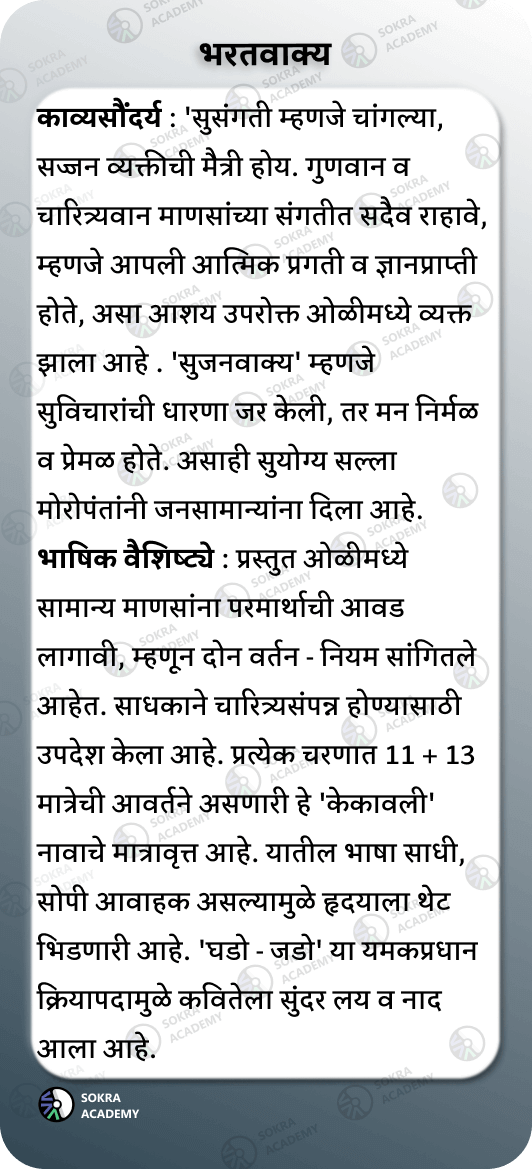 भरतवाक्य
काव्यसौंदर्य : 'सुसंगती म्हणजे चांगल्या,
सज्जन व्यक्तीची मैत्री होय. गुणवान व
चारित्र्यवान माणसांच्या संगतीत सदैव राहावे,
म्हणजे आपली आत्मिक प्रगती व ज्ञानप्राप्ती
होते, असा आशय उपरोक्त ओळीमध्ये व्यक्त
झाला आहे . 'सुजनवाक्य' म्हणजे
सुविचारांची धारणा जर केली, तर मन निर्मळ
व प्रेमळ होते. असाही सुयोग्य सल्ला
मोरोपंतांनी जनसामान्यांना दिला आहे.
भाषिक वैशिष्ट्ये : प्रस्तुत ओळीमध्ये
सामान्य माणसांना परमार्थाची आवड
लागावी, म्हणून दोन वर्तन - नियम सांगितले
आहेत. साधकाने चारित्र्यसंपन्न होण्यासाठी
उपदेश केला आहे. प्रत्येक चरणात 11 + 13
मात्रेची आवर्तने असणारी हे 'केकावली'
नावाचे मात्रावृत्त आहे. यातील भाषा साधी,
सोपी आवाहक असल्यामुळे हृदयाला थेट
भिडणारी आहे. 'घडो - जडो' या यमकप्रधान
क्रियापदामुळे कवितेला सुंदर लय व नाद
आला आहे.
SOKRA
ACADEMY